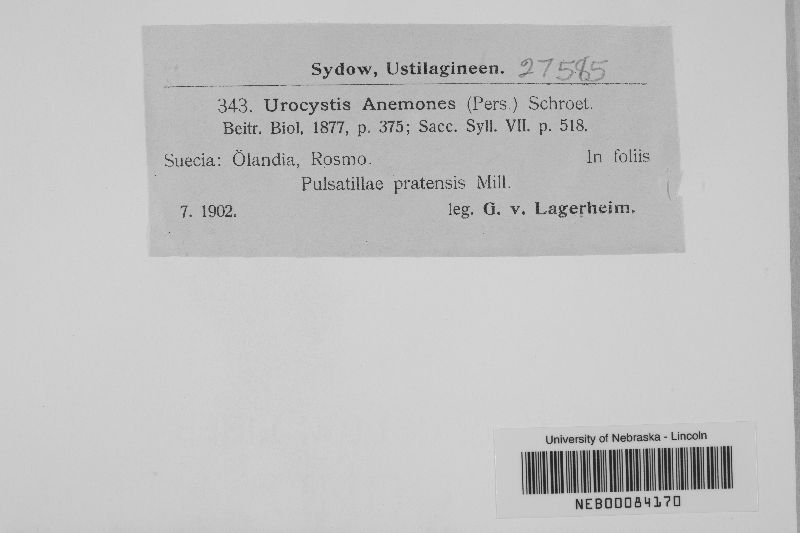 Sydow, Ustilagineen. 27585
343. Urocystis Anemones (Pers.) Schroet.
Beitr. Biol, 1877, p. 375; Sacc. Syll. VII. p. 518.
Suecia: Ölandia, Rosmo. In foliis
Pulsatillae pratensis Mill.
7. 1902. leg. G. v. Lagerheim.
University of Nebraska - Lincoln
NEB00084170